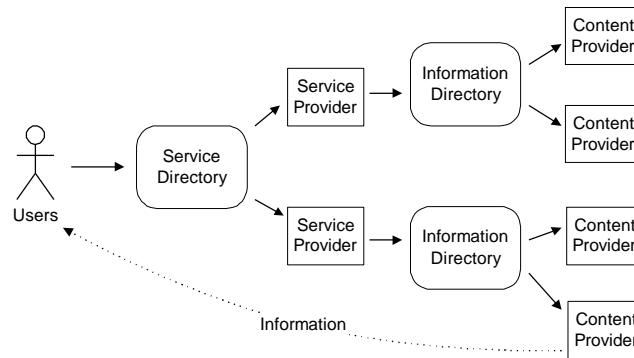 Content
Provider
Service
Provider
Information
Directory
Content
Provider
Service
Directory
Users
Service
Provider
Information
Directory
Content
Provider
Information
Content
Provider